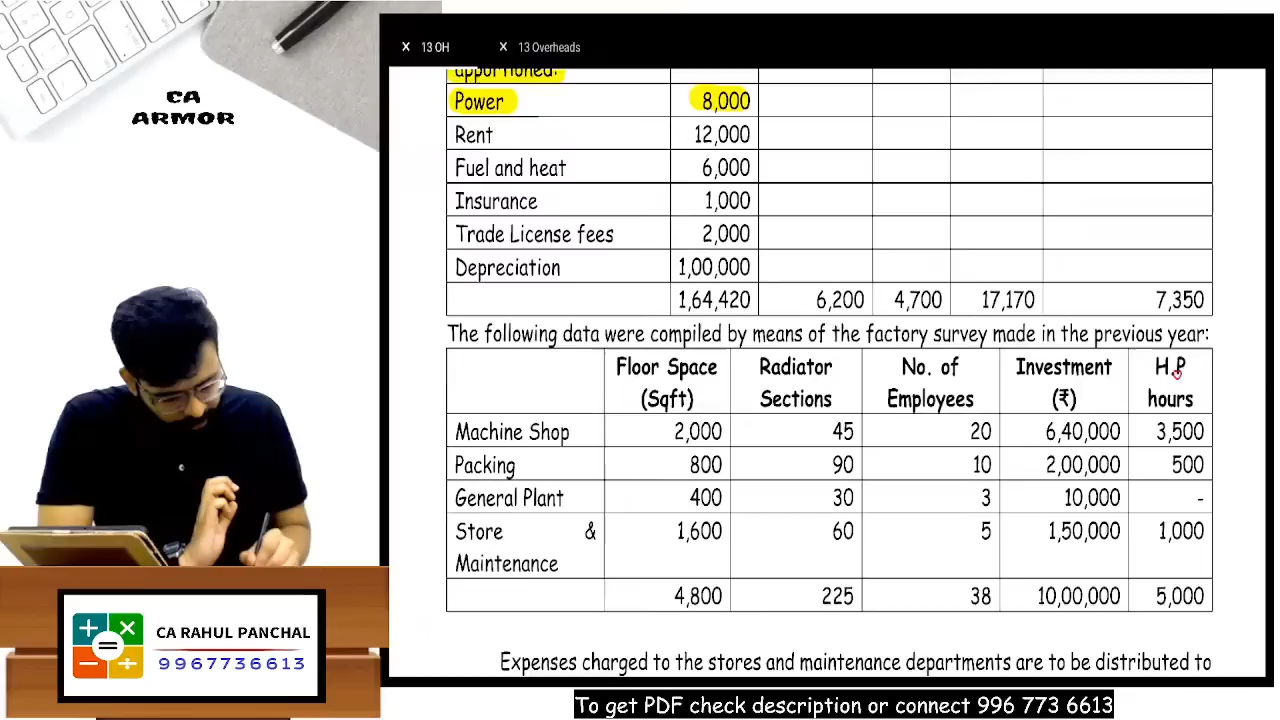 CA
ARMOR
× 13 OH × 13 Overheads
apportioned:
Power 8,000
Rent 12,000
Fuel and heat 6,000
Insurance 1,000
Trade License fees 2,000
Depreciation 1,00,000
1,64,420 6,200 4,700 17,170 7,350
The following data were compiled by means of the factory survey made in the previous year:
Floor Space Radiator No. of Investment H.P
(Sqft) Sections Employees (₹) hours
Machine Shop 2,000 45 20 6,40,000 3,500
Packing 800 90 10 2,00,000 500
General Plant 400 30 3 10,000 -
Store & 1,600 60 5 1,50,000 1,000
Maintenance
4,800 225 38 10,00,000 5,000
Expenses charged to the stores and maintenance departments are to be distributed to
CA RAHUL PANCHAL
9967736613
To get PDF check description or connect 996 773 6613